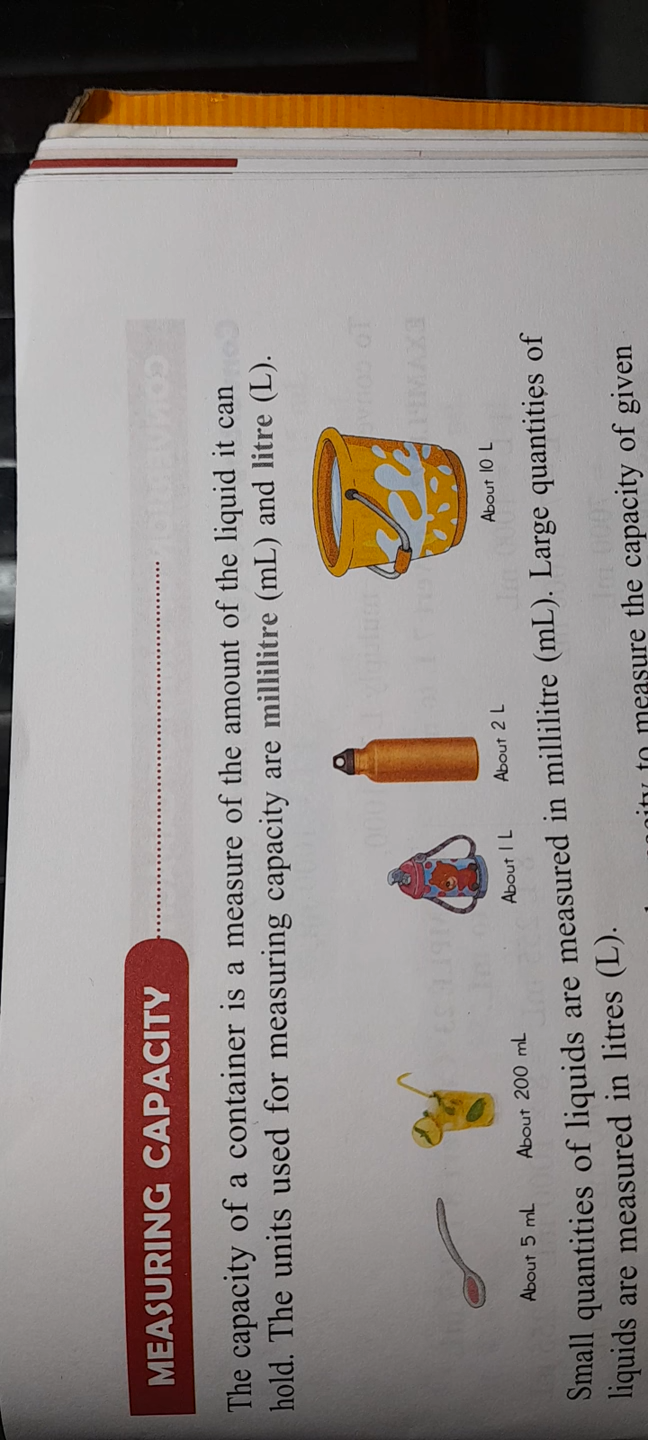 MEASURING CAPACITY
The capacity of a container is a measure of the amount of the liquid it can
hold. The units used for measuring capacity are millilitre (mL) and litre (L).
About 5 mL
About 200 mL
About 1 L
About 2 L
About 10 L
Small quantities of liquids are measured in millilitre (mL). Large quantities of
liquids are measured in litres (L).
to measure the capacity of given